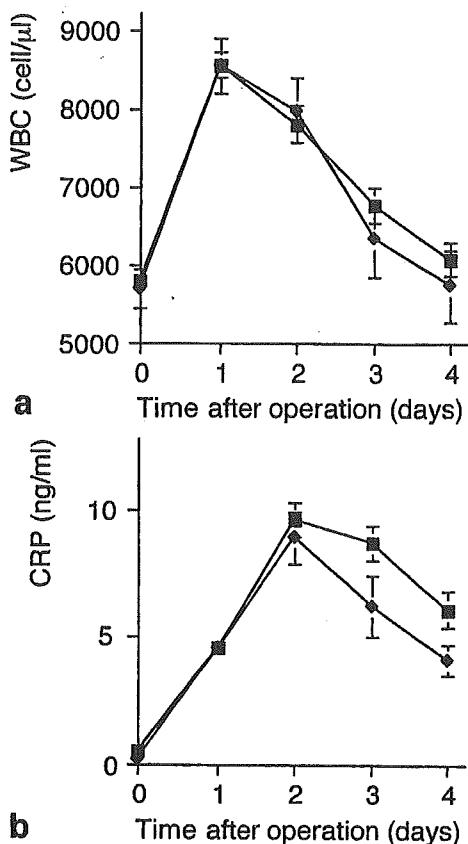 WBC (cell/µl)
9000
8000
7000
6000
5000
0 1 2 3 4
a
Time after operation (days)
CRP (ng/ml)
10
5
0
0 1 2 3 4
b
Time after operation (days)